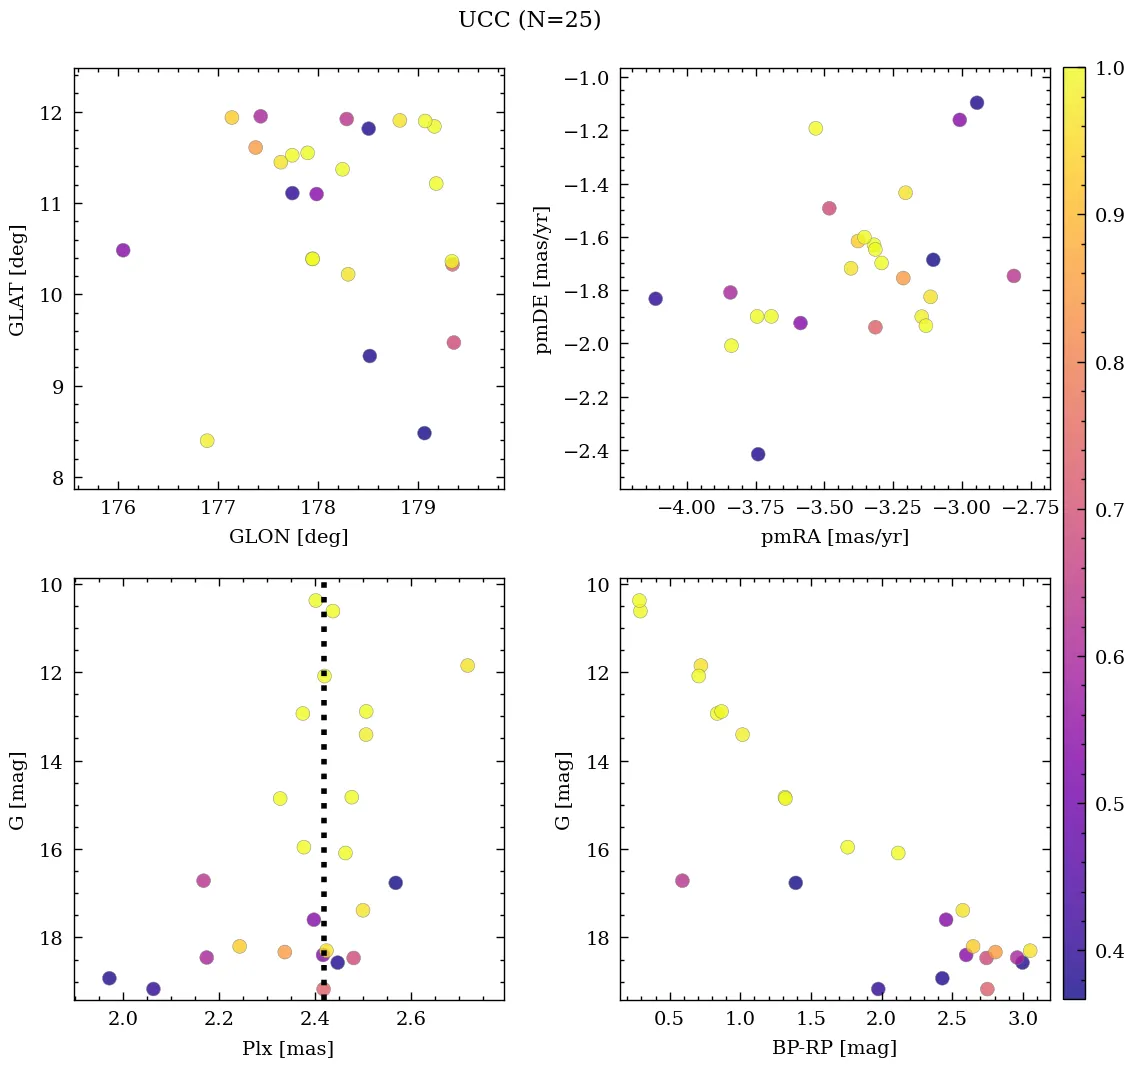 UCC (N=25)
12
11
10
9
8
GLAT [deg]
176 177 178 179
GLON [deg]
−1.0
−1.2
−1.4
−1.6
−1.8
−2.0
−2.2
−2.4
pmDE [mas/yr]
−4.00 −3.75 −3.50 −3.25 −3.00 −2.75
pmRA [mas/yr]
10
12
14
16
18
G [mag]
2.0 2.2 2.4 2.6
Plx [mas]
10
12
14
16
18
G [mag]
0.5 1.0 1.5 2.0 2.5 3.0
BP-RP [mag]
1.0
0.9
0.8
0.7
0.6
0.5
0.4